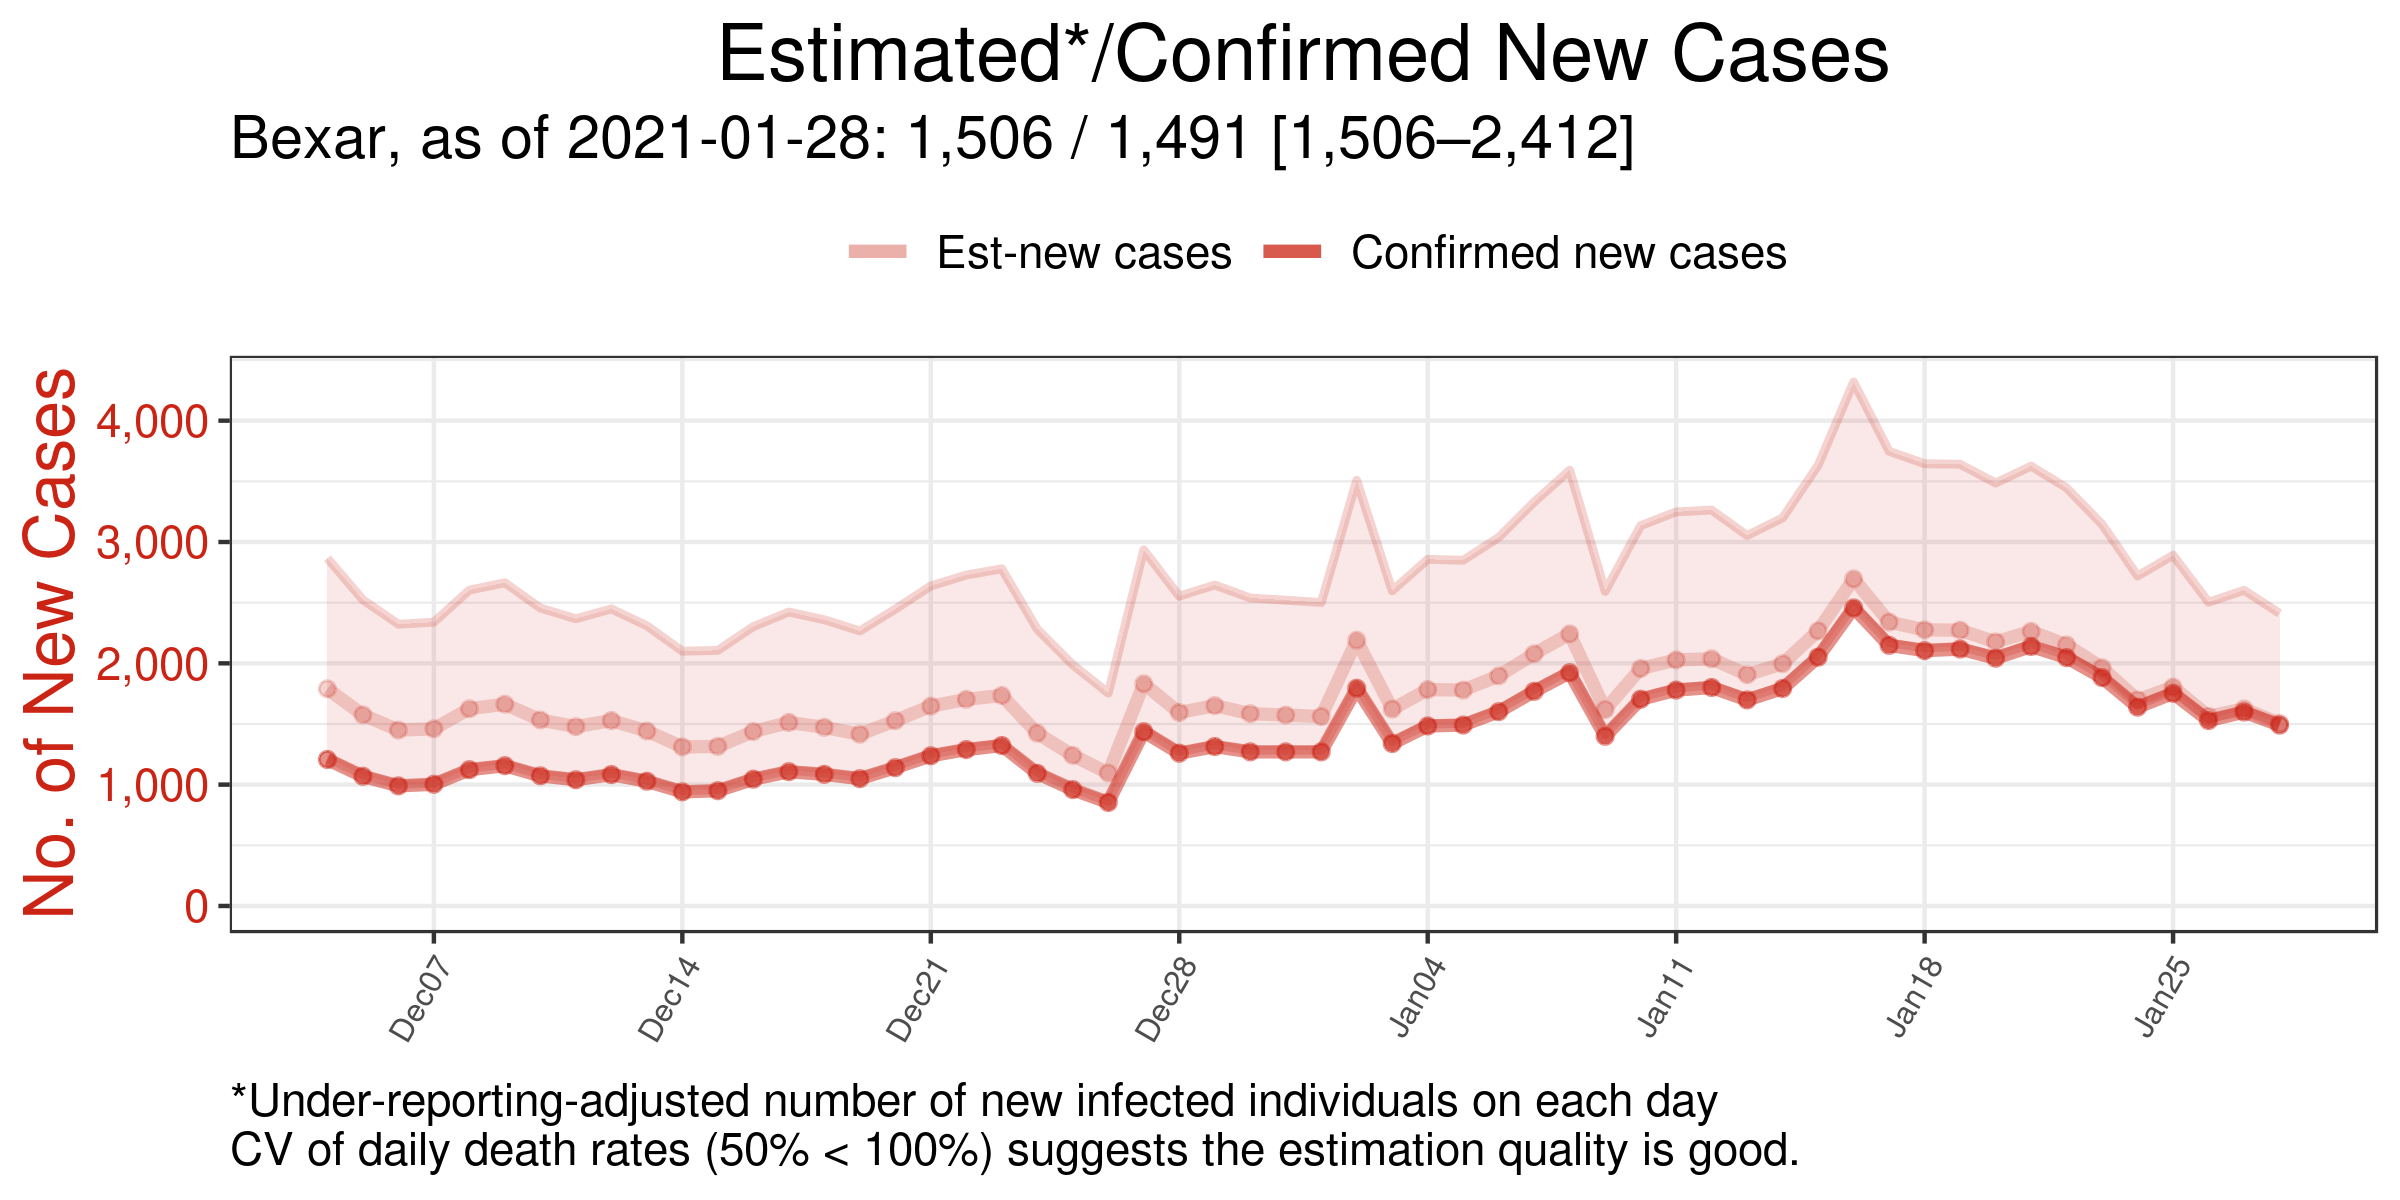 Estimated*/Confirmed New Cases
Bexar, as of 2021-01-28: 1,506 / 1,491 [1,506–2,412]
Est-new cases Confirmed new cases
No. of New Cases
4,000
3,000
2,000
1,000
0
Dec07 Dec14 Dec21 Dec28 Jan04 Jan11 Jan18 Jan25
*Under-reporting-adjusted number of new infected individuals on each day
CV of daily death rates (50% < 100%) suggests the estimation quality is good.